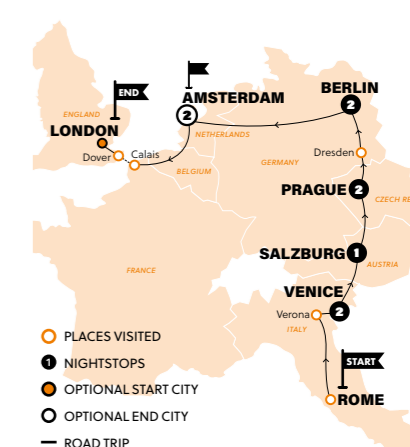 BERLIN
2
END
AMSTERDAM
2
ENGLAND
LONDON
NETHERLANDS
Dover
Calais
Dresden
GERMANY
BELGIUM
PRAGUE
2
CZECH RE
SALZBURG
1
AUSTRIA
FRANCE
VENICE
2
Verona
ITALY
PLACES VISITED
1 NIGHTSTOPS
START
OPTIONAL START CITY
ROME
OPTIONAL END CITY
ROAD TRIP